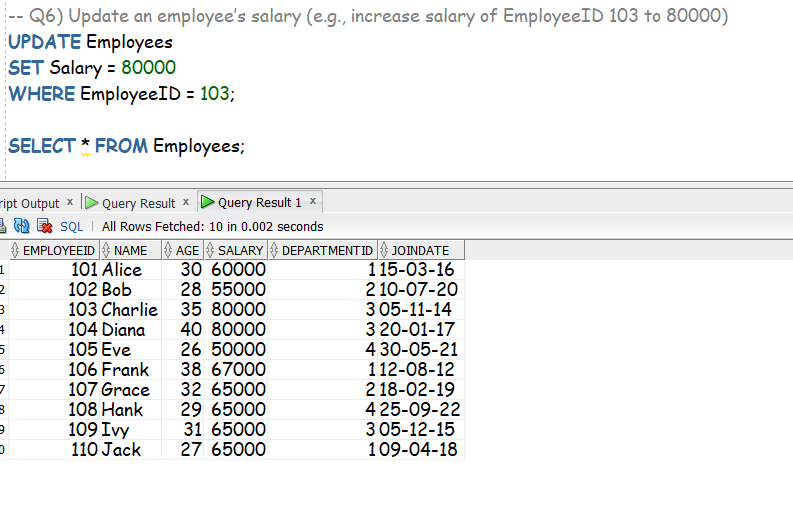 -- Q6) Update an employee’s salary (e.g., increase salary of EmployeeID 103 to 80000)
UPDATE Employees
SET Salary = 80000
WHERE EmployeeID = 103;
SELECT * FROM Employees;
ript Output x Query Result x Query Result 1 x
SQL | All Rows Fetched: 10 in 0.002 seconds
EMPLOYEEID NAME AGE SALARY DEPARTMENTID JOINDATE
1 101 Alice 30 60000 1 15-03-16
2 102 Bob 28 55000 2 10-07-20
3 103 Charlie 35 80000 3 05-11-14
4 104 Diana 40 80000 3 20-01-17
5 105 Eve 26 50000 4 30-05-21
6 106 Frank 38 67000 1 12-08-12
7 107 Grace 32 65000 2 18-02-19
8 108 Hank 29 65000 4 25-09-22
9 109 Ivy 31 65000 3 05-12-15
0 110 Jack 27 65000 1 09-04-18